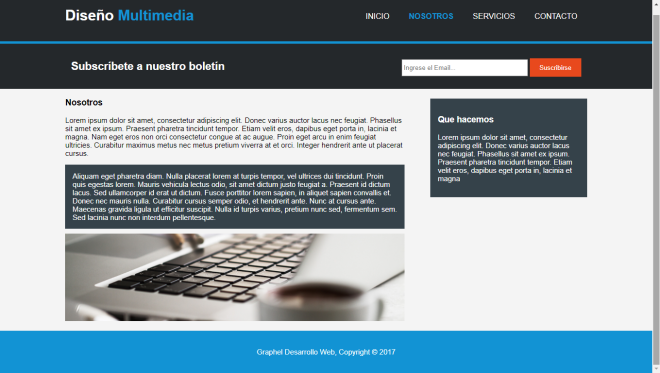 Diseño Multimedia
INICIO NOSOTROS SERVICIOS CONTACTO
Subscribete a nuestro boletín
Ingrese el Email...
Suscribirse
Nosotros
Lorem ipsum dolor sit amet, consectetur adipiscing elit. Donec varius auctor lacus nec feugiat. Phasellus
sit amet ex ipsum. Praesent pharetra tincidunt tempor. Etiam velit eros, dapibus eget porta in, lacinia et
magna. Nam eget eros non orci consectetur congue at ac augue. Proin eget arcu in enim feugiat
ultricies. Curabitur maximus metus nec metus pretium viverra at et orci. Integer hendrerit ante ut placerat
cursus.
Aliquam eget pharetra diam. Nulla placerat lorem at turpis tempor, vel ultrices dui tincidunt. Proin
quis egestas lorem. Mauris vehicula lectus odio, sit amet dictum justo feugiat a. Praesent id dictum
lacus. Sed ullamcorper id erat ut dictum. Fusce porttitor lorem sapien, in aliquet sapien convallis et.
Donec nec mauris nulla. Curabitur cursus semper odio, et hendrerit ante. Nunc at cursus ante.
Maecenas gravida ligula ut efficitur suscipit. Nulla id turpis varius, pretium nunc sed, fermentum sem.
Sed lacinia nunc non interdum pellentesque.
Que hacemos
Lorem ipsum dolor sit amet, consectetur
adipiscing elit. Donec varius auctor lacus
nec feugiat. Phasellus sit amet ex ipsum.
Praesent pharetra tincidunt tempor. Etiam
velit eros, dapibus eget porta in, lacinia et
magna
Graphel Desarrollo Web, Copyright © 2017